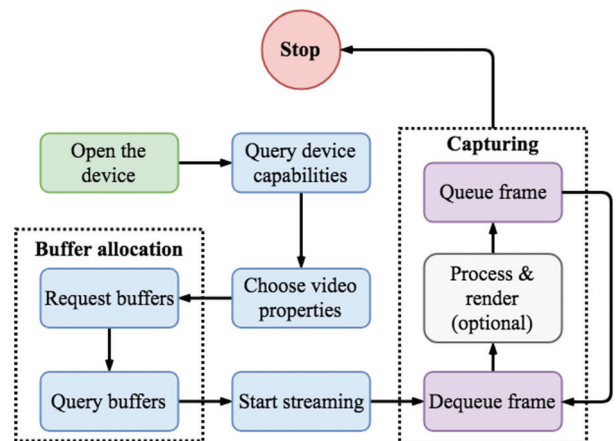 Stop
Open the
device
Query device
capabilities
Capturing
Queue frame
Buffer allocation
Request buffers
Choose video
properties
Process &
render
(optional)
Query buffers
Start streaming
Dequeue frame